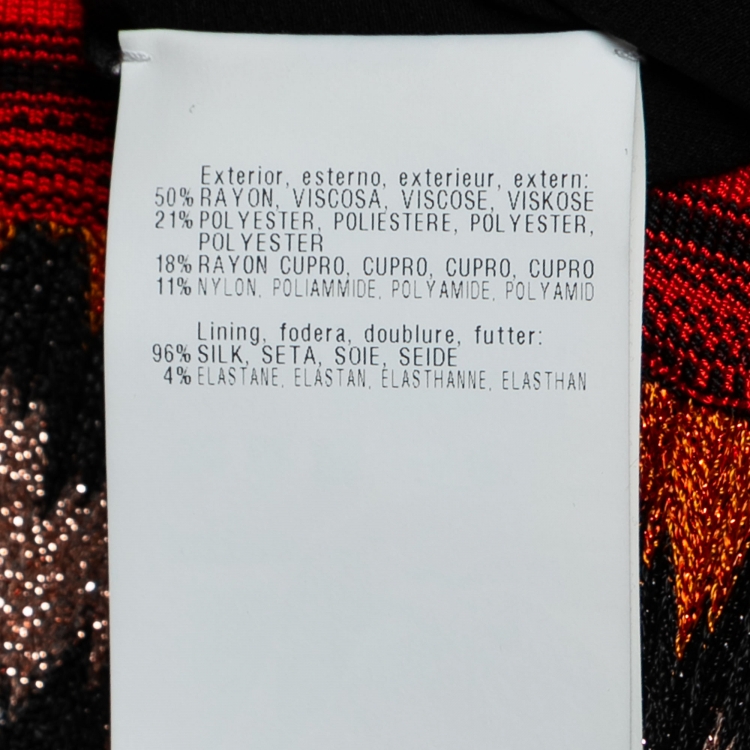 Exterior, esterno, exterieur, extern:
50% RAYON, VISCOSA, VISCOSE, VISKOSE
21% POLYESTER, POLIESTERE, POLYESTER,
POLYESTER
18% RAYON CUPRO, CUPRO, CUPRO, CUPRO
11% NYLON, POLIAMMIDE, POLYAMIDE, POLYAMID
Lining, fodera, doublure, futter:
96% SILK, SETA, SOIE, SEIDE
4% ELASTANE, ELASTAN, ELASTHANNE, ELASTHAN